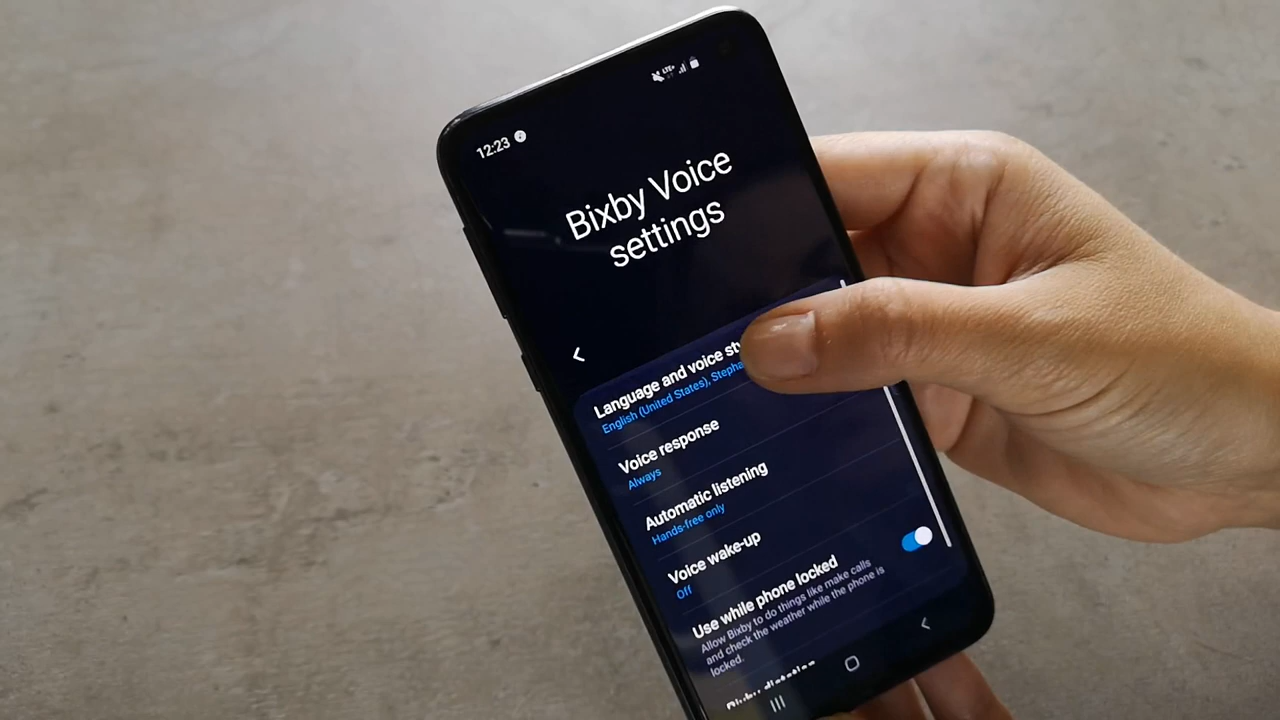 12:23
LTE+
Bixby Voice
settings
Language and voice
English (United States),
Voice response
Always
Automatic listening
Hands-free only
Voice wake-up
Off
Use while phone locked
Allow Bixby to do things like make calls
and check the weather while the phone is
locked.